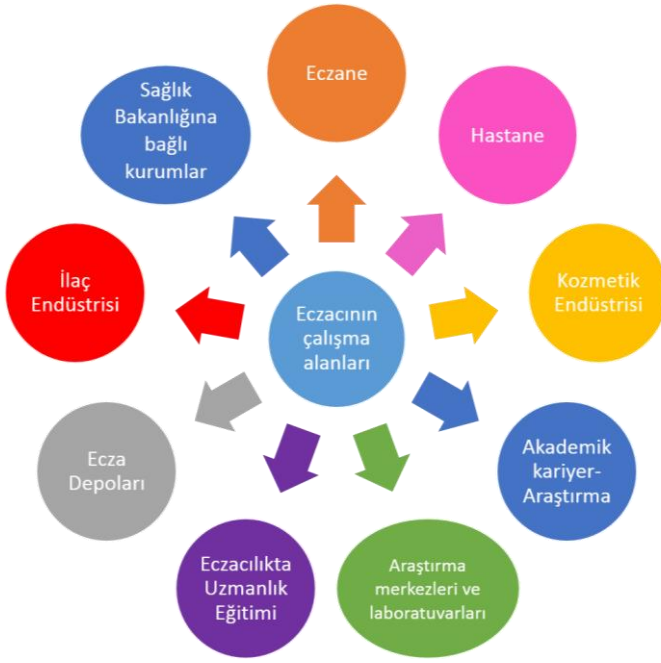 Eczane
Hastane
Kozmetik
Endüstrisi
Akademik
kariyer-
Araştırma
Araştırma
merkezleri ve
laboratuvarları
Eczacılıkta
Uzmanlık
Eğitimi
Ecza
Depoları
İlaç
Endüstrisi
Sağlık
Bakanlığına
bağlı
kurumlar
Eczacının
çalışma
alanları